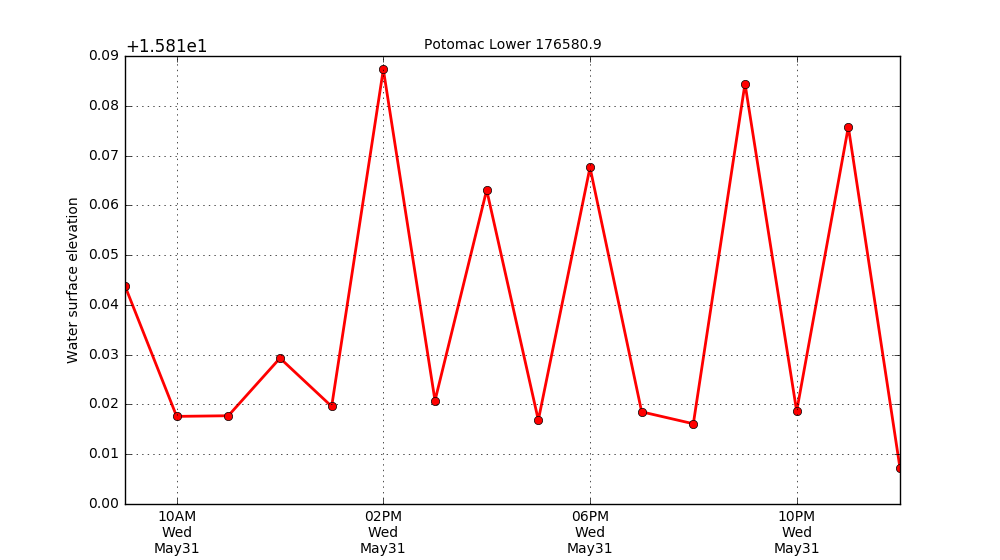 +1.581e1
Potomac Lower 176580.9
0.09
0.08
0.07
0.06
0.05
0.04
0.03
0.02
0.01
0.00
Water surface elevation
10AM
Wed
May31
02PM
Wed
May31
06PM
Wed
May31
10PM
Wed
May31